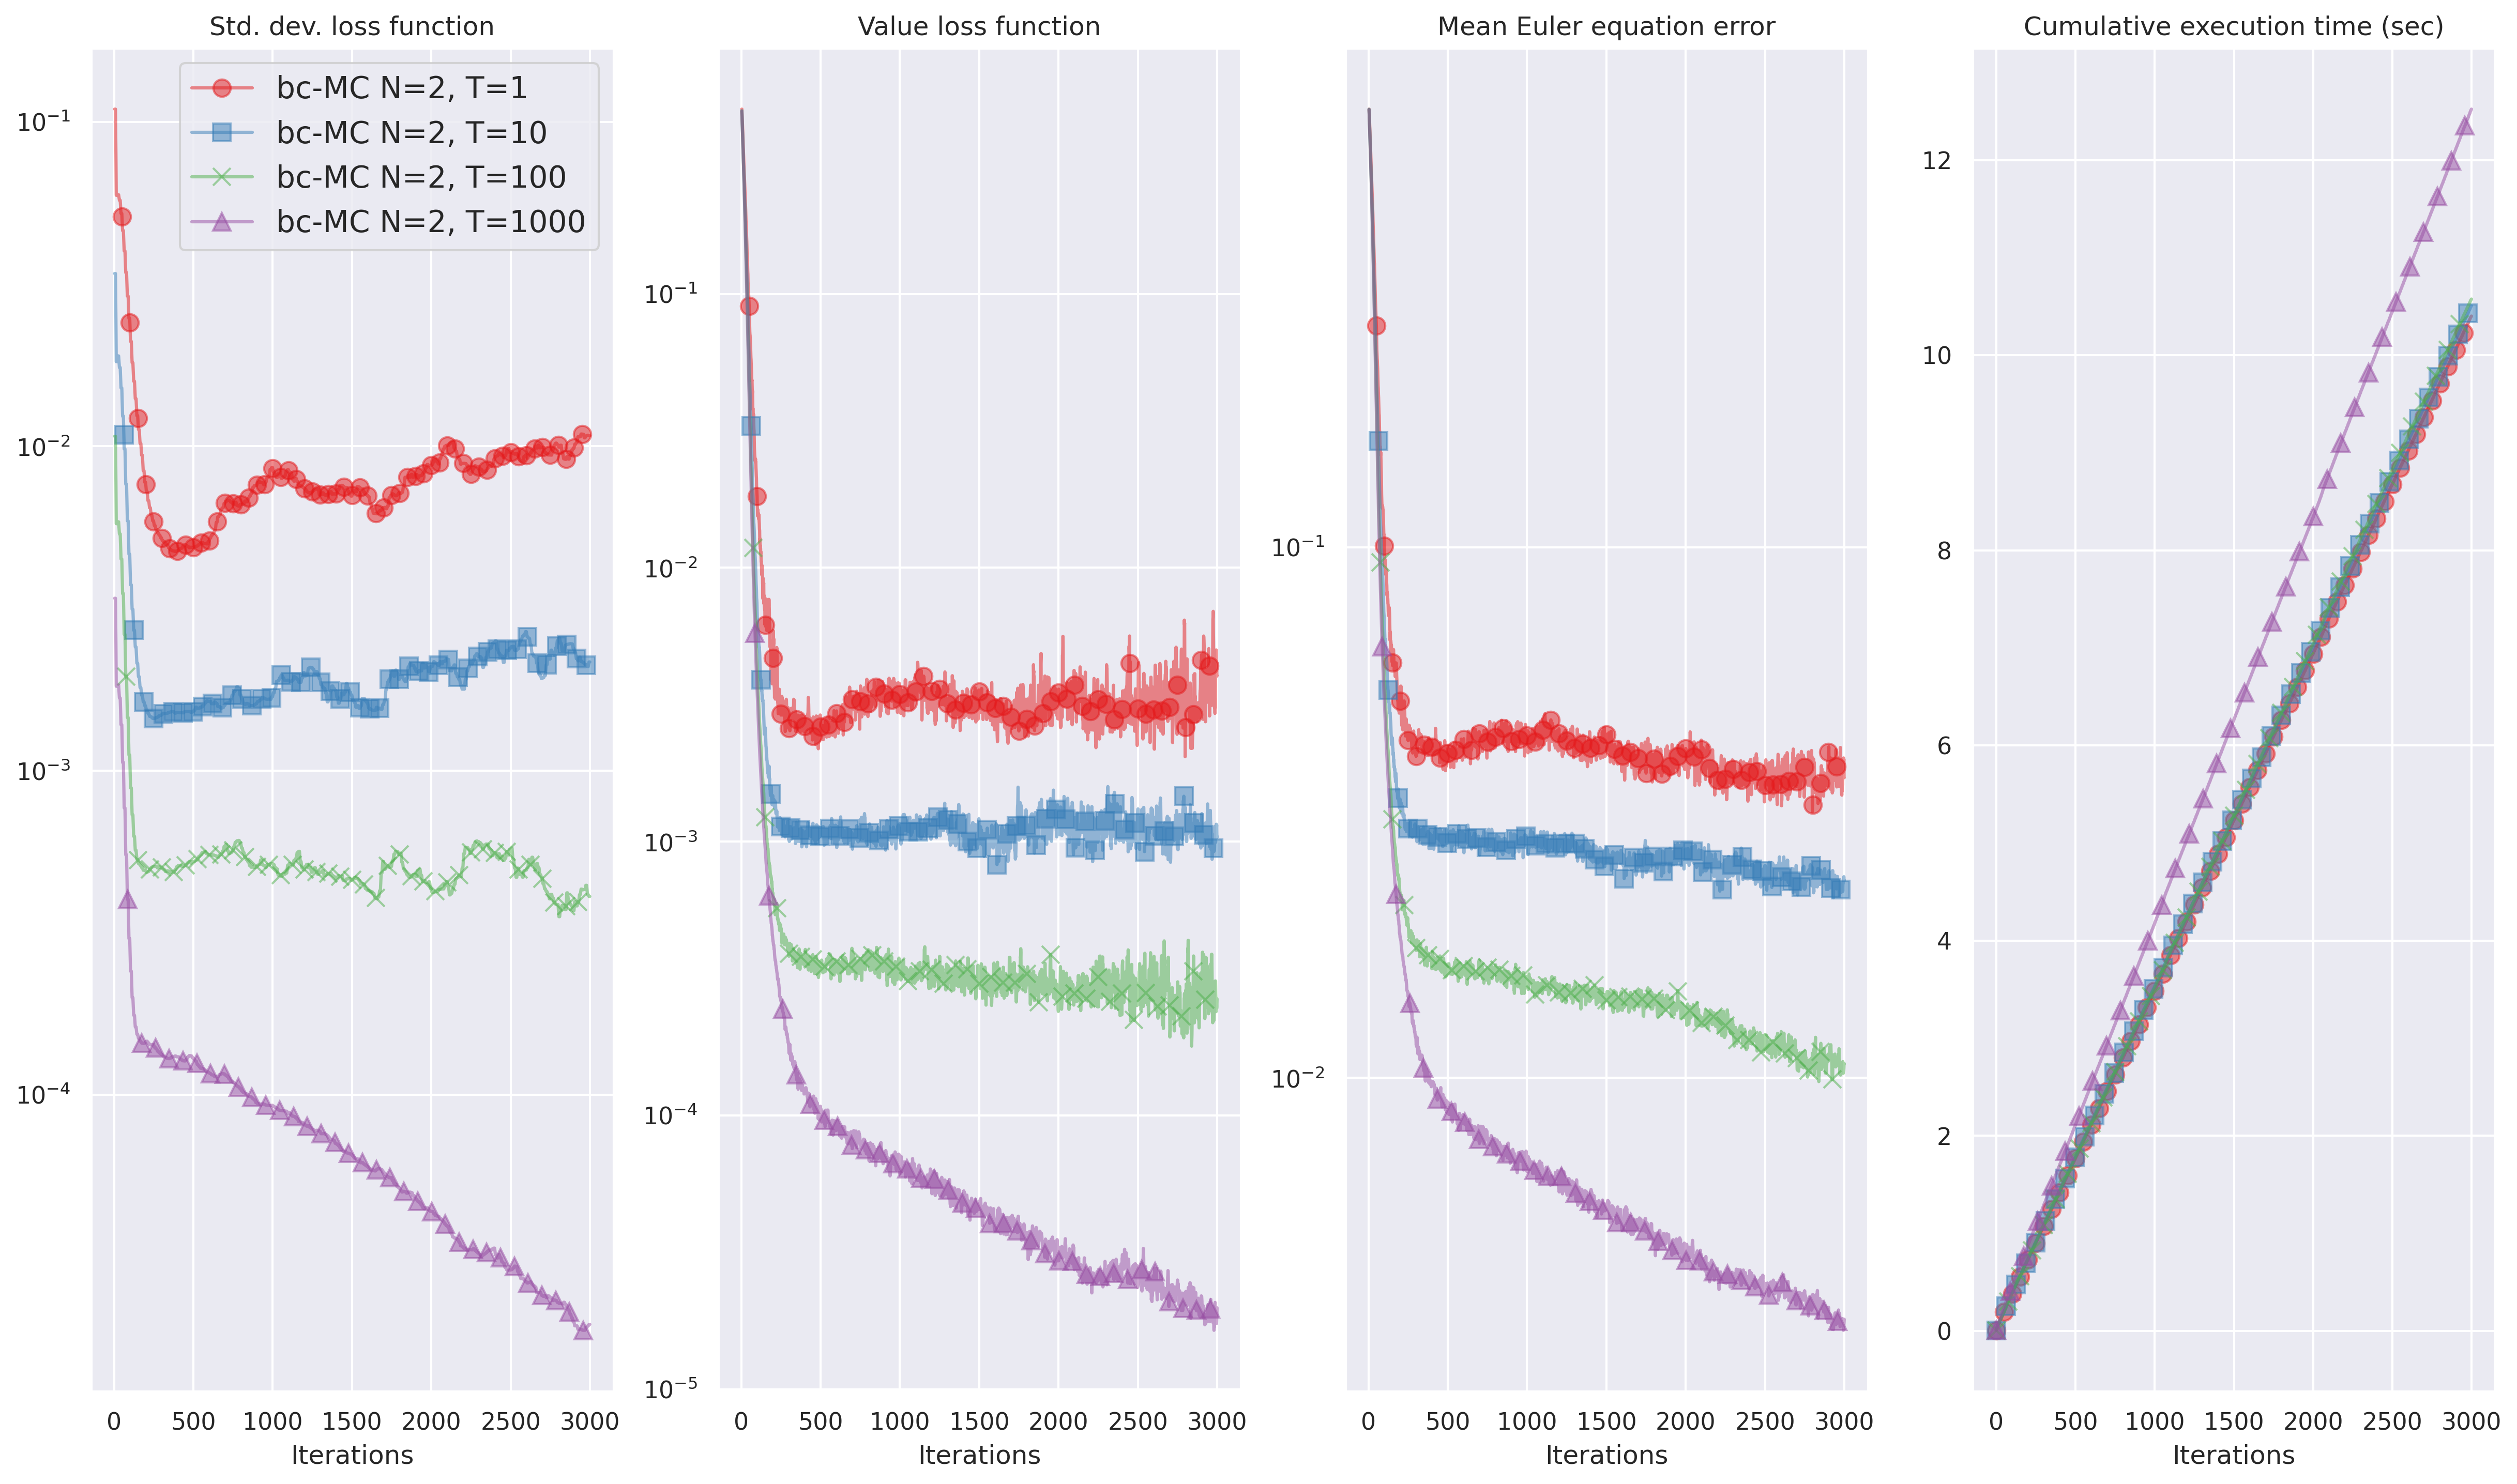 Std. dev. loss function
Value loss function
Mean Euler equation error
Cumulative execution time (sec)
bc-MC N=2, T=1
bc-MC N=2, T=10
bc-MC N=2, T=100
bc-MC N=2, T=1000
10⁻¹
10⁻²
10⁻³
10⁻⁴
0 500 1000 1500 2000 2500 3000
Iterations
10⁻¹
10⁻²
10⁻³
10⁻⁴
10⁻⁵
0 500 1000 1500 2000 2500 3000
Iterations
10⁻¹
10⁻²
0 500 1000 1500 2000 2500 3000
Iterations
12
10
8
6
4
2
0
0 500 1000 1500 2000 2500 3000
Iterations